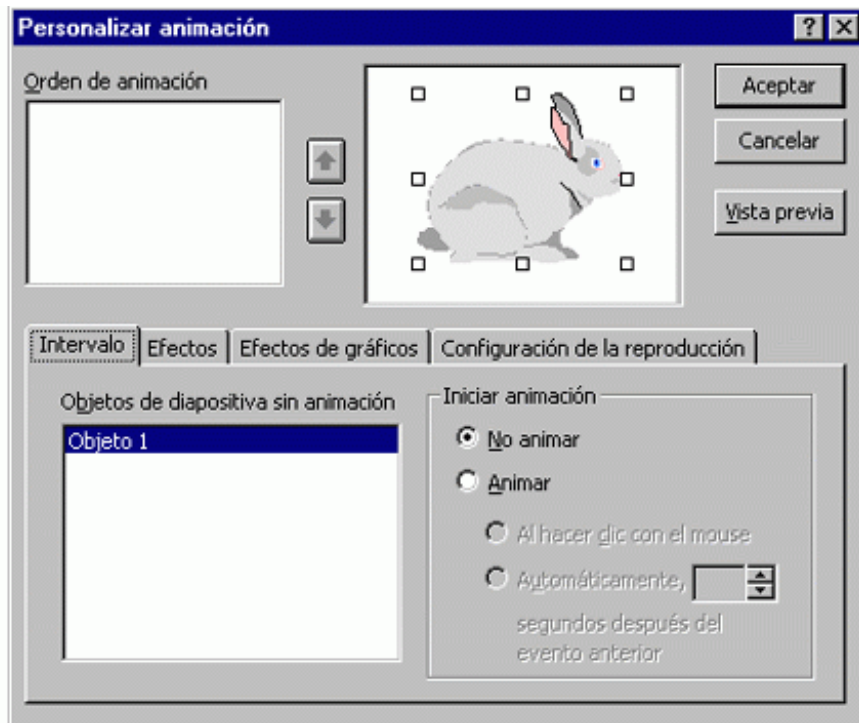 Personalizar animación
Orden de animación
Aceptar
Cancelar
Vista previa
Intervalo
Efectos
Efectos de gráficos
Configuración de la reproducción
Objetos de diapositiva sin animación
Objeto 1
Iniciar animación
No animar
Animar
Al hacer clic con el mouse
Automáticamente,
segundos después del
evento anterior